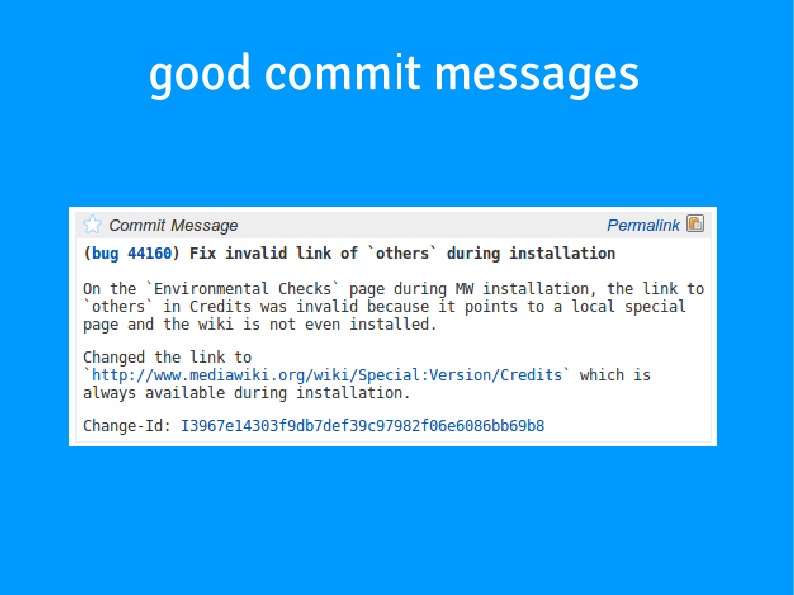 good commit messages
Commit Message
Permalink
(bug 44160) Fix invalid link of `others` during installation
On the `Environmental Checks` page during MW installation, the link to
`others` in Credits was invalid because it points to a local special
page and the wiki is not even installed.
Changed the link to
`http://www.mediawiki.org/wiki/Special:Version/Credits` which is
always available during installation.
Change-Id: I3967e14303f9db7def39c97982f06e6086bb69b8